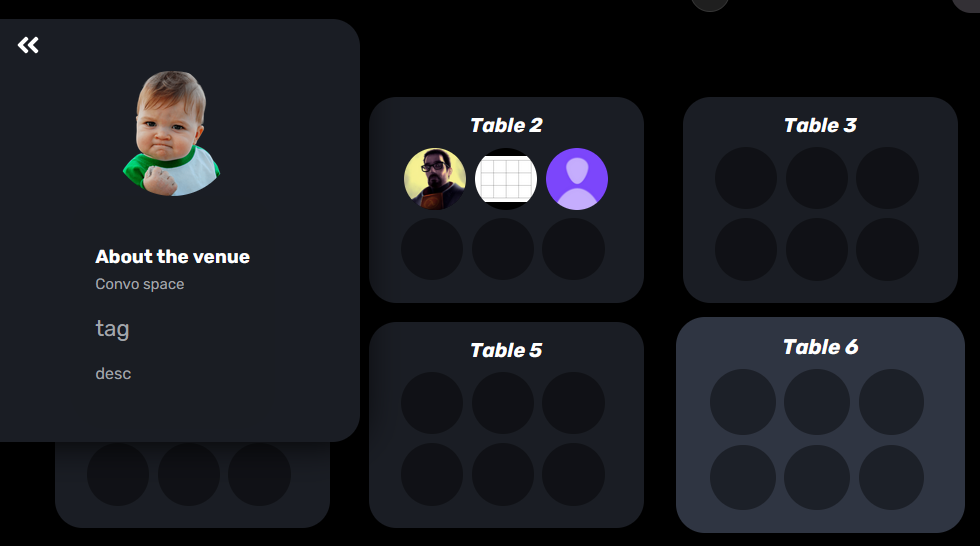 About the venue
Convo space
tag
desc
Table 2
Table 3
Table 5
Table 6